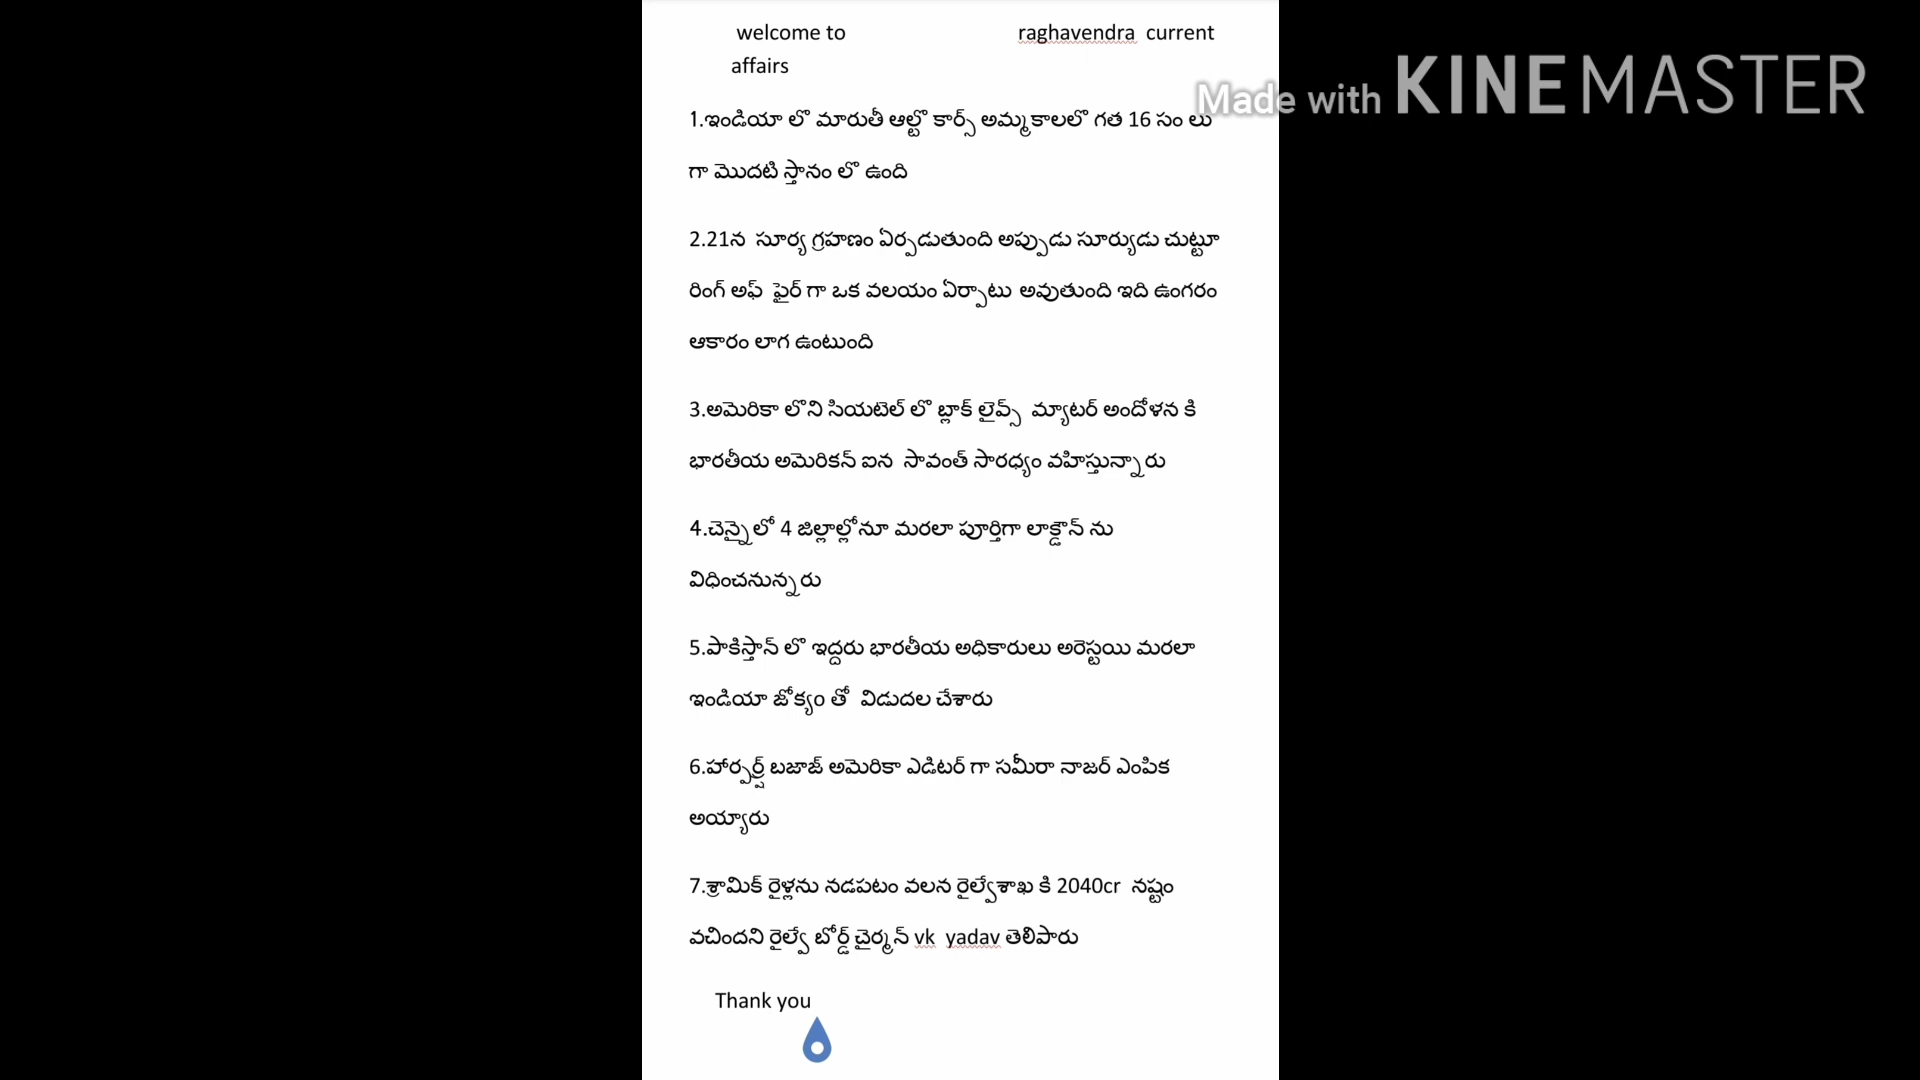 welcome to raghavendra current
affairs
Made with KINEMASTER
1.ఇండియా లొ మారుతీ ఆల్టొ కార్స్ అమ్మకాలలొ గత 16 సం లు
గా మొదటి స్తానం లొ ఉంది
2.21న సూర్య గ్రహణం ఏర్పడుతుంది అప్పుడు సూర్యుడు చుట్టూ
రింగ్ అఫ్ ఫైర్ గా ఒక వలయం ఏర్పాటు అవుతుంది ఇది ఉంగరం
ఆకారం లాగ ఉంటుంది
3.అమెరికా లొని సియటెల్ లొ బ్లాక్ లైవ్స్ మ్యాటర్ అందోళన కి
భారతీయ అమెరికన్ ఐన సావంత్ సారధ్యం వహిస్తున్నారు
4.చెన్నైలో 4 జిల్లాల్లోనూ మరలా పూర్తిగా లాక్డౌన్ ను
విధించనున్నరు
5.పాకిస్తాన్ లొ ఇద్దరు భారతీయ అధికారులు అరెస్టయి మరలా
ఇండియా జోక్యం తో విడుదల చేశారు
6.హార్పర్ర్ష్ బజాజ్ అమెరికా ఎడిటర్ గా సమీరా నాజర్ ఎంపిక
అయ్యారు
7.శ్రామిక్ రైళ్లను నడపటం వలన రైల్వేశాఖ కి 2040cr నష్టం
వచిందని రైల్వే బోర్డ్ చైర్మన్ vk yadav తెలిపారు
Thank you